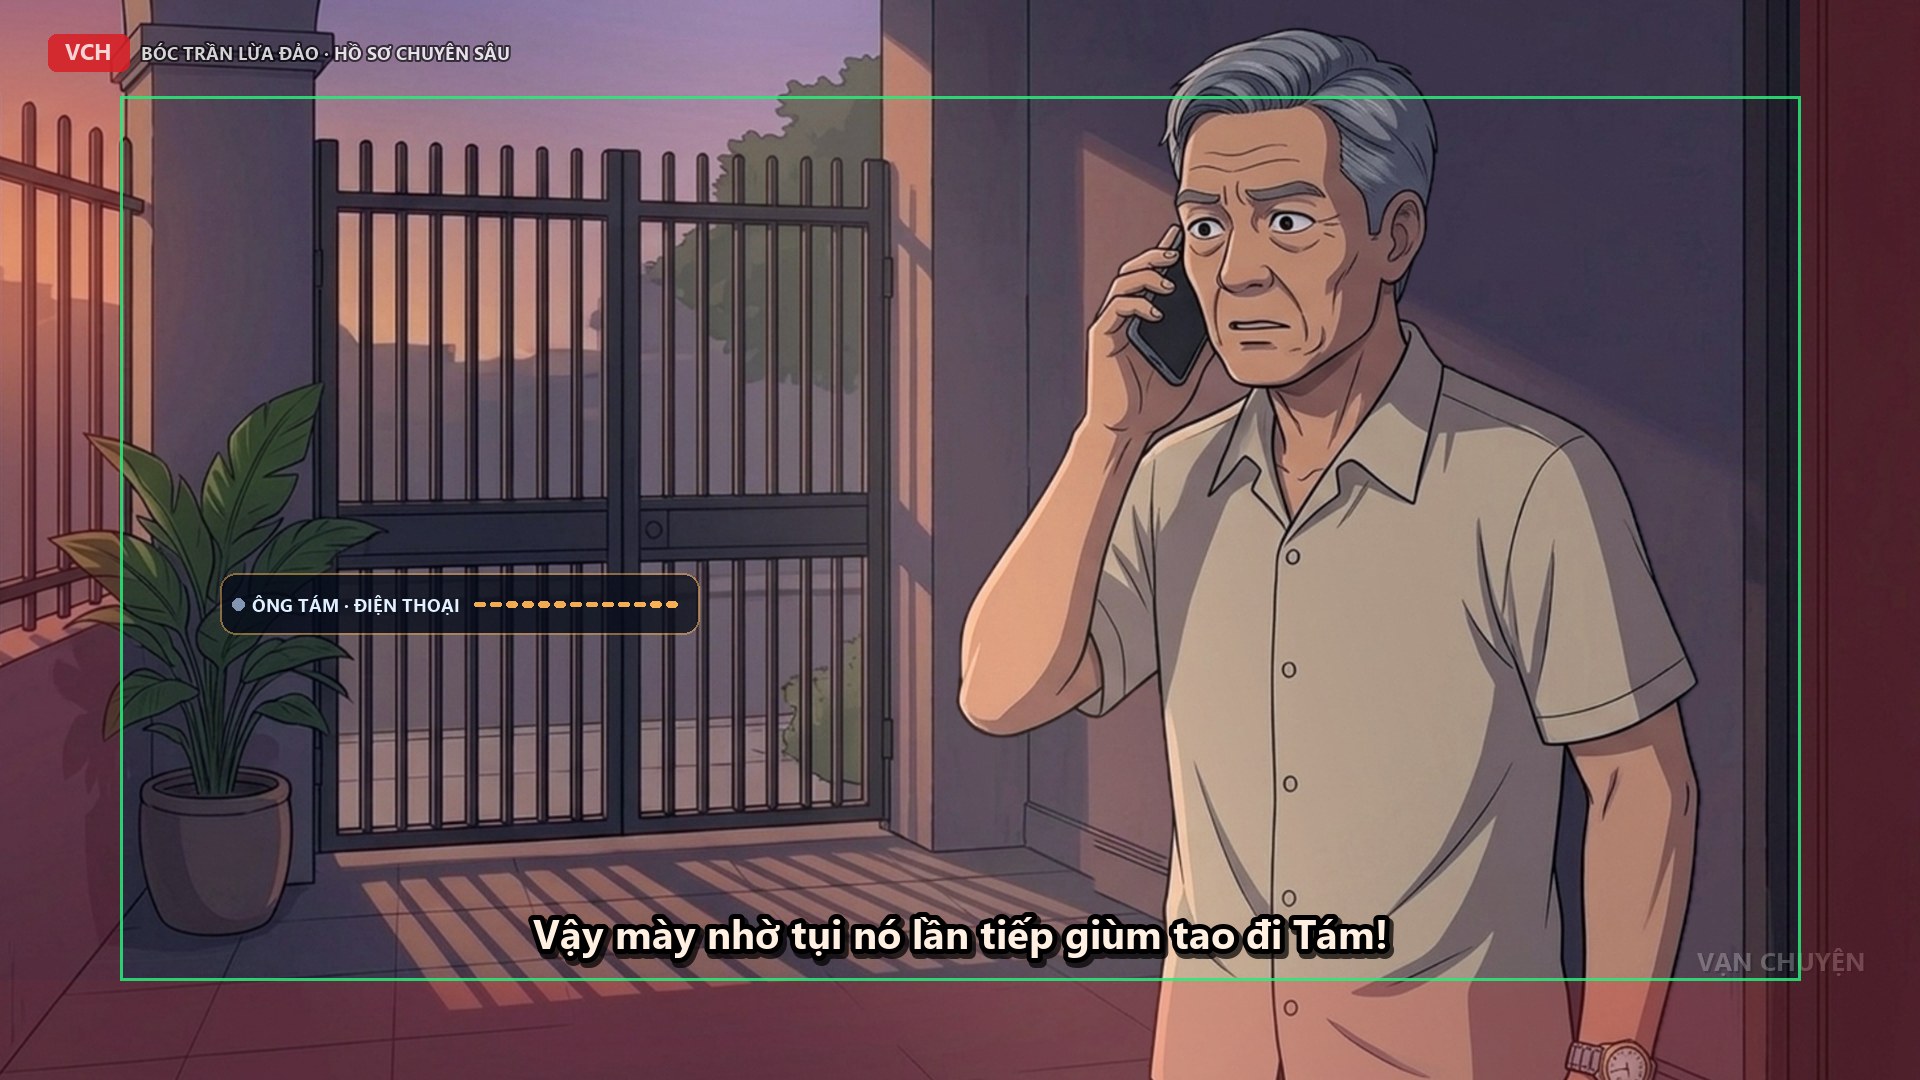 VCH
BÓC TRẦN LỪA ĐẢO · HỒ SƠ CHUYÊN SÂU
ÔNG TÁM · ĐIỆN THOẠI
Vậy mày nhờ tụi nó lần tiếp giùm tao đi Tám!
VẠN CHUYỆN